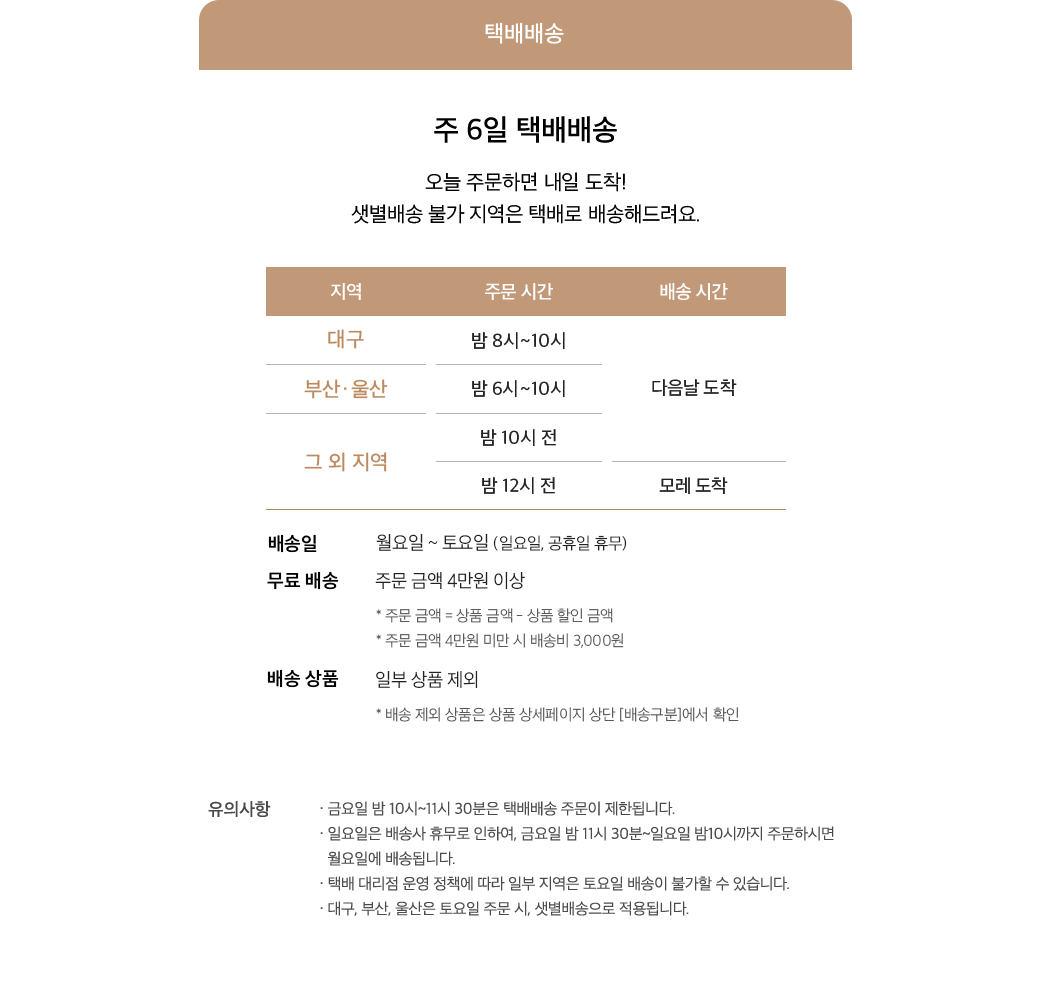 택배배송
주 6일 택배배송
오늘 주문하면 내일 도착!
샛별배송 불가 지역은 택배로 배송해드려요.
지역 주문 시간 배송 시간
대구 밤 8시~10시
부산·울산 밤 6시~10시 다음날 도착
밤 10시 전
그 외 지역
밤 12시 전 모레 도착
배송일 월요일 ~ 토요일 (일요일, 공휴일 휴무)
무료 배송 주문 금액 4만원 이상
* 주문 금액 = 상품 금액 - 상품 할인 금액
* 주문 금액 4만원 미만 시 배송비 3,000원
배송 상품 일부 상품 제외
* 배송 제외 상품은 상품 상세페이지 상단 [배송구분]에서 확인
유의사항 · 금요일 밤 10시~11시 30분은 택배배송 주문이 제한됩니다.
· 일요일은 배송사 휴무로 인하여, 금요일 밤 11시 30분~일요일 밤10시까지 주문하시면
월요일에 배송됩니다.
· 택배 대리점 운영 정책에 따라 일부 지역은 토요일 배송이 불가할 수 있습니다.
· 대구, 부산, 울산은 토요일 주문 시, 샛별배송으로 적용됩니다.